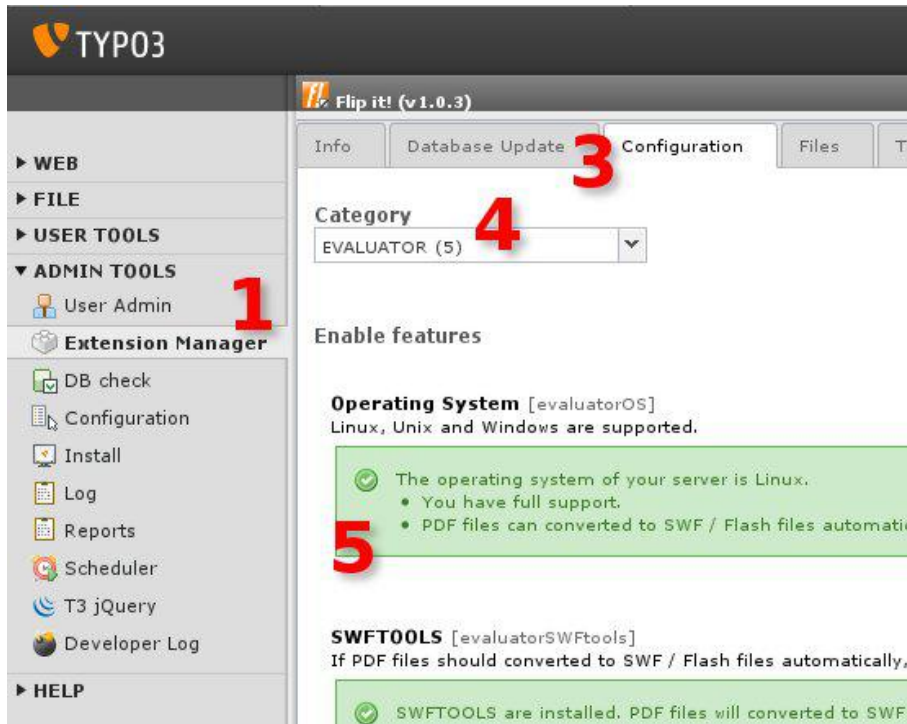 TYPO3
Flip it! (v1.0.3)
Info
Database Update
3
Configuration
Files
T
WEB
FILE
USER TOOLS
ADMIN TOOLS
User Admin
1
Extension Manager
DB check
Configuration
Install
Log
Reports
Scheduler
T3 jQuery
Developer Log
HELP
Category
4
EVALUATOR (5)
Enable features
Operating System [evaluatorOS]
Linux, Unix and Windows are supported.
The operating system of your server is Linux.
• You have full support.
• PDF files can converted to SWF / Flash files
5
SWFTOOLS [evaluatorSWFtools]
If PDF files should converted to SWF / Flash files automatically,
SWFTOOLS are installed. PDF files will converted to SWF